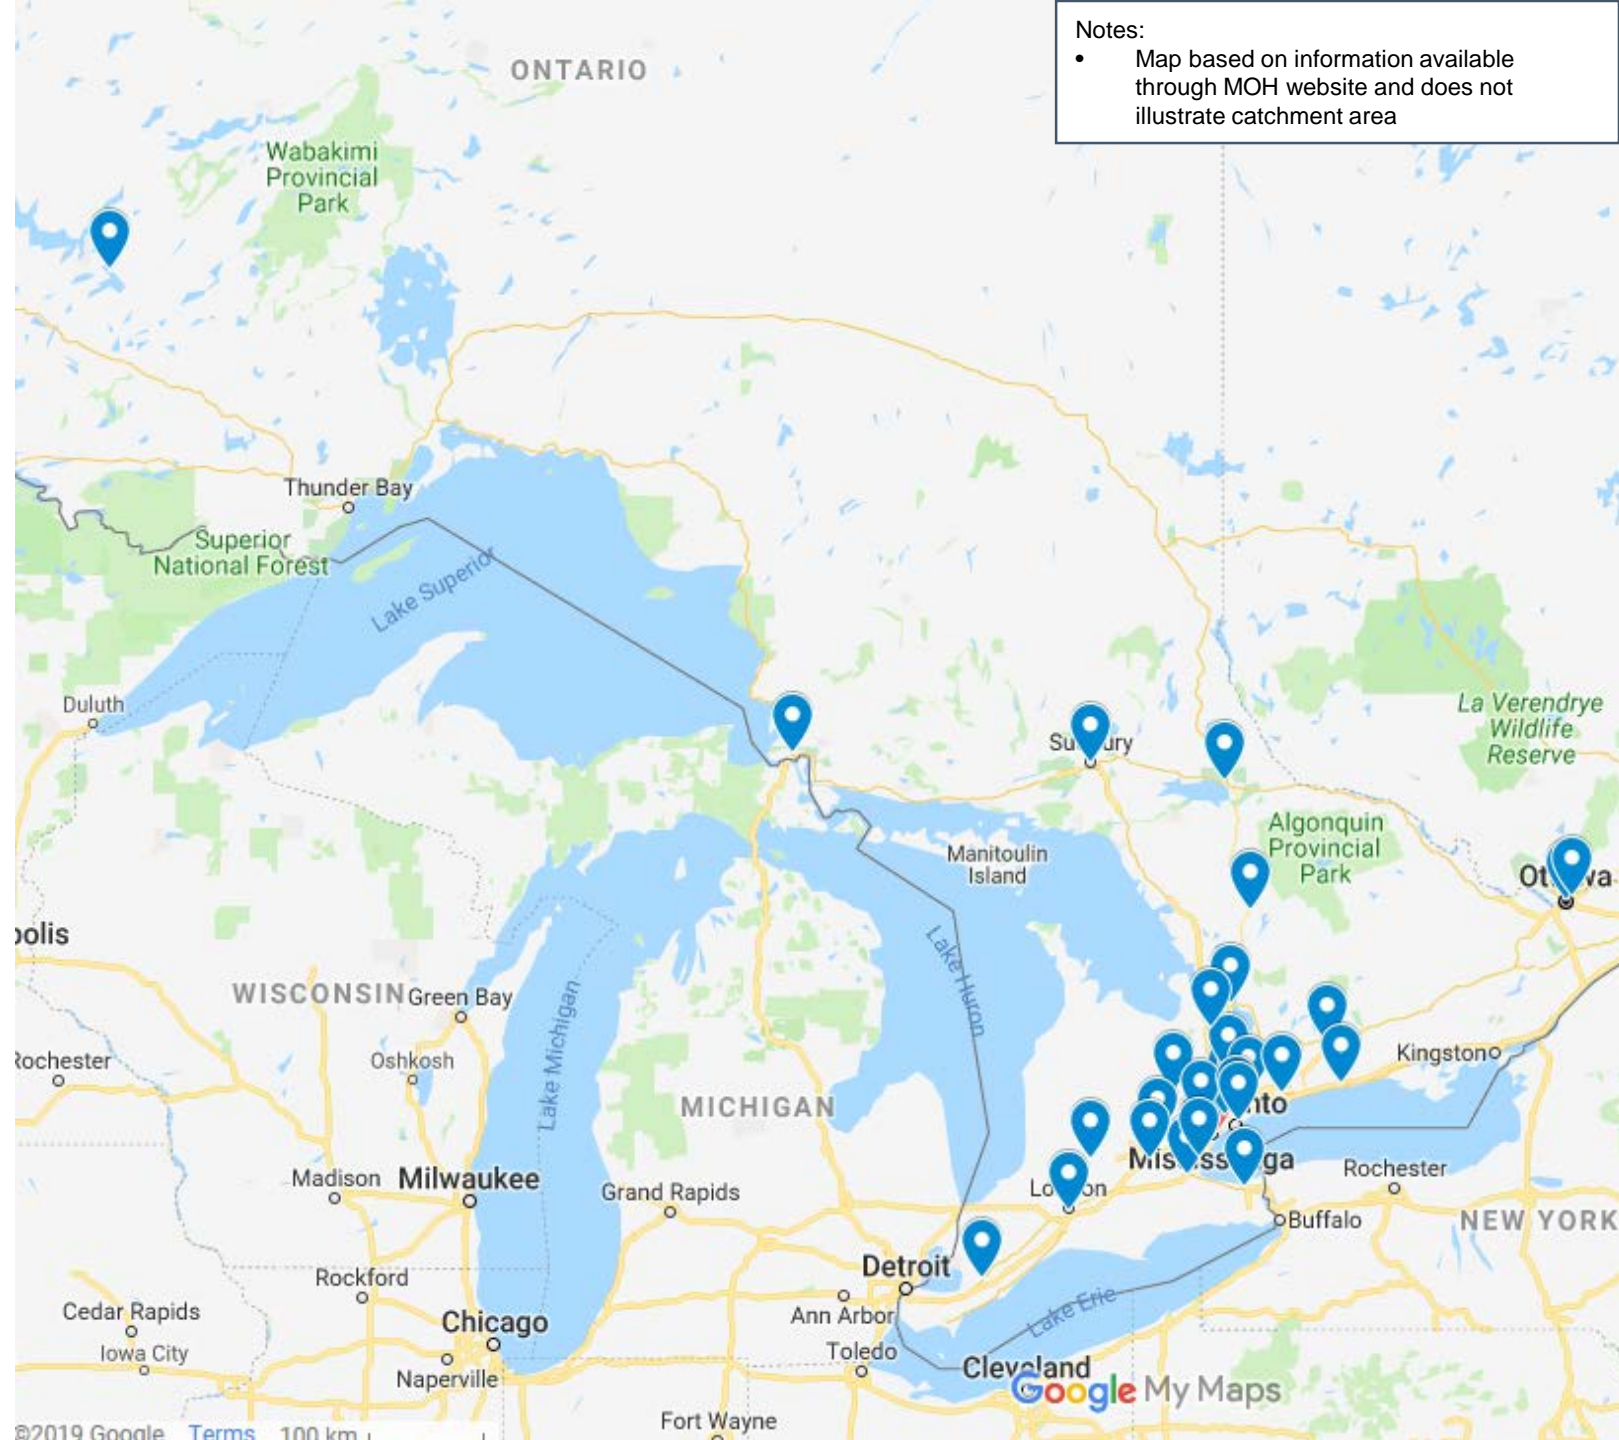 Notes:
• Map based on information available
through MOH website and does not
illustrate catchment area
ONTARIO
Wabakimi
Provincial
Park
Thunder Bay
Superior
National Forest
Lake Superior
Duluth
La Verendrye
Wildlife
Reserve
Algonquin
Provincial
Park
Manitoulin
Island
Lake Huron
WISCONSIN
Green Bay
Lake Michigan
Rochester
Oshkosh
Kingston
MICHIGAN
Madison
Milwaukee
Grand Rapids
Rochester
Buffalo
NEW YORK
Detroit
Rockford
Ann Arbor
Lake Erie
Cedar Rapids
Chicago
Iowa City
Toledo
Naperville
Cleveland
Google My Maps
Fort Wayne
©2019 Google Terms 100 km